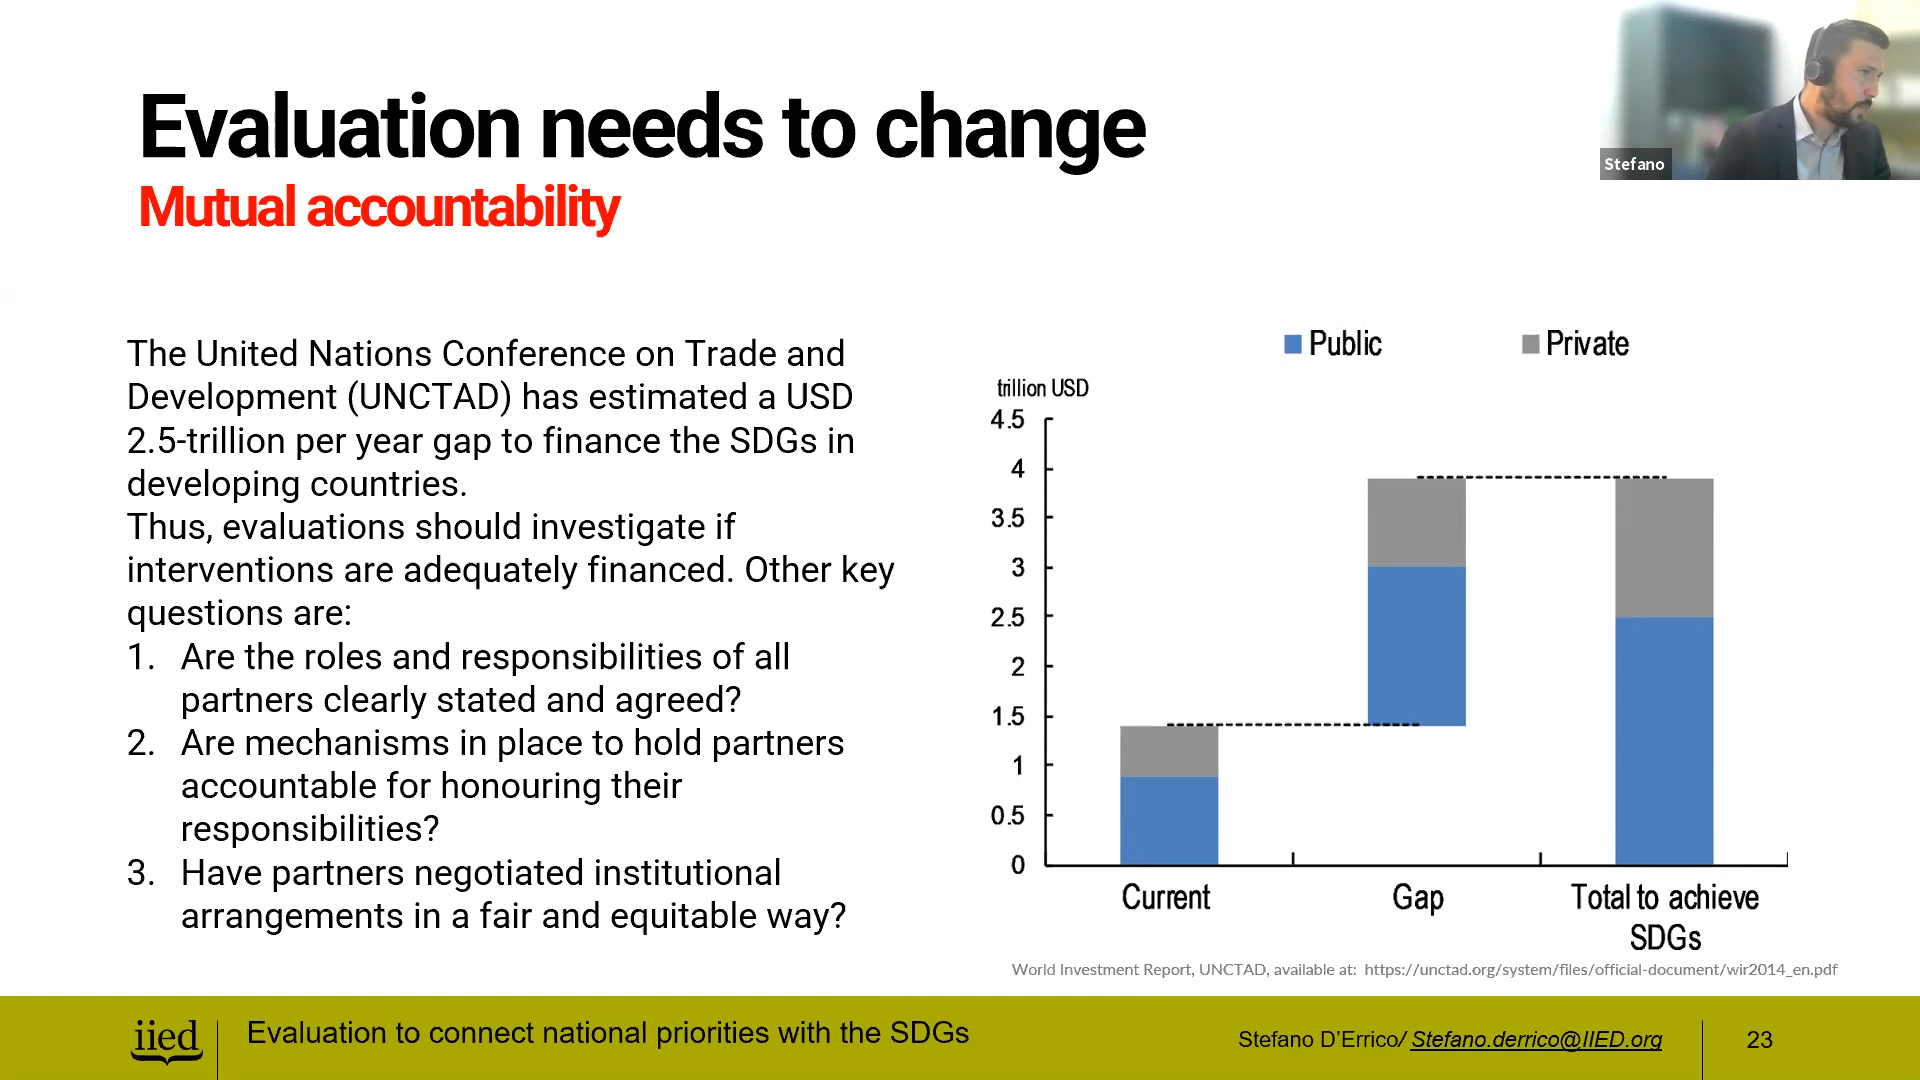 Evaluation needs to change
Mutual accountability
Stefano
The United Nations Conference on Trade and
Development (UNCTAD) has estimated a USD
2.5-trillion per year gap to finance the SDGs in
developing countries.
Thus, evaluations should investigate if
interventions are adequately financed. Other key
questions are:
1. Are the roles and responsibilities of all
partners clearly stated and agreed?
2. Are mechanisms in place to hold partners
accountable for honouring their
responsibilities?
3. Have partners negotiated institutional
arrangements in a fair and equitable way?
Public Private
trillion USD
4.5
4
3.5
3
2.5
2
1.5
1
0.5
0
Current Gap Total to achieve
SDGs
World Investment Report, UNCTAD, available at: https://unctad.org/system/files/official-document/wir2014_en.pdf
iied
Evaluation to connect national priorities with the SDGs
Stefano D’Errico/ Stefano.derrico@IIED.org
23